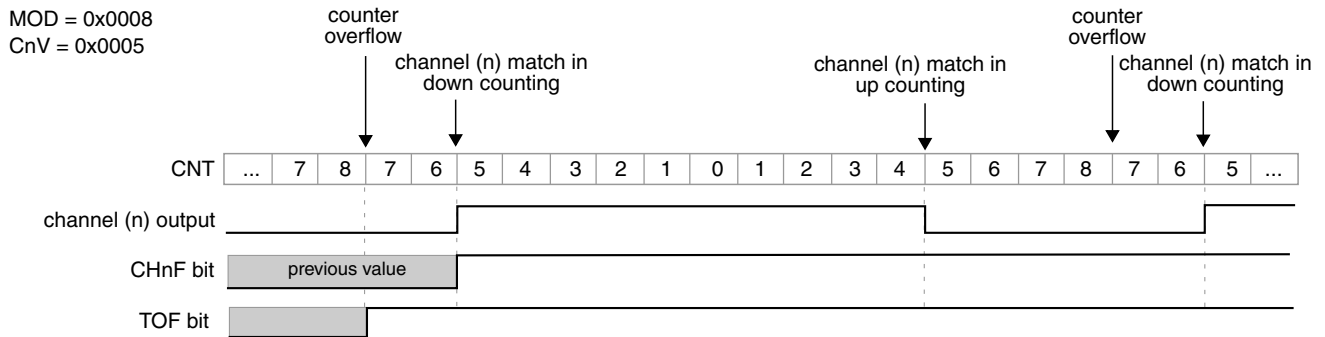 MOD = 0x0008
CnV = 0x0005
counter
overflow
channel (n) match in
down counting
channel (n) match in
up counting
counter
overflow
channel (n) match in
down counting
CNT ... 7 8 7 6 5 4 3 2 1 0 1 2 3 4 5 6 7 8 7 6 5 ...
channel (n) output
CHnF bit previous value
TOF bit